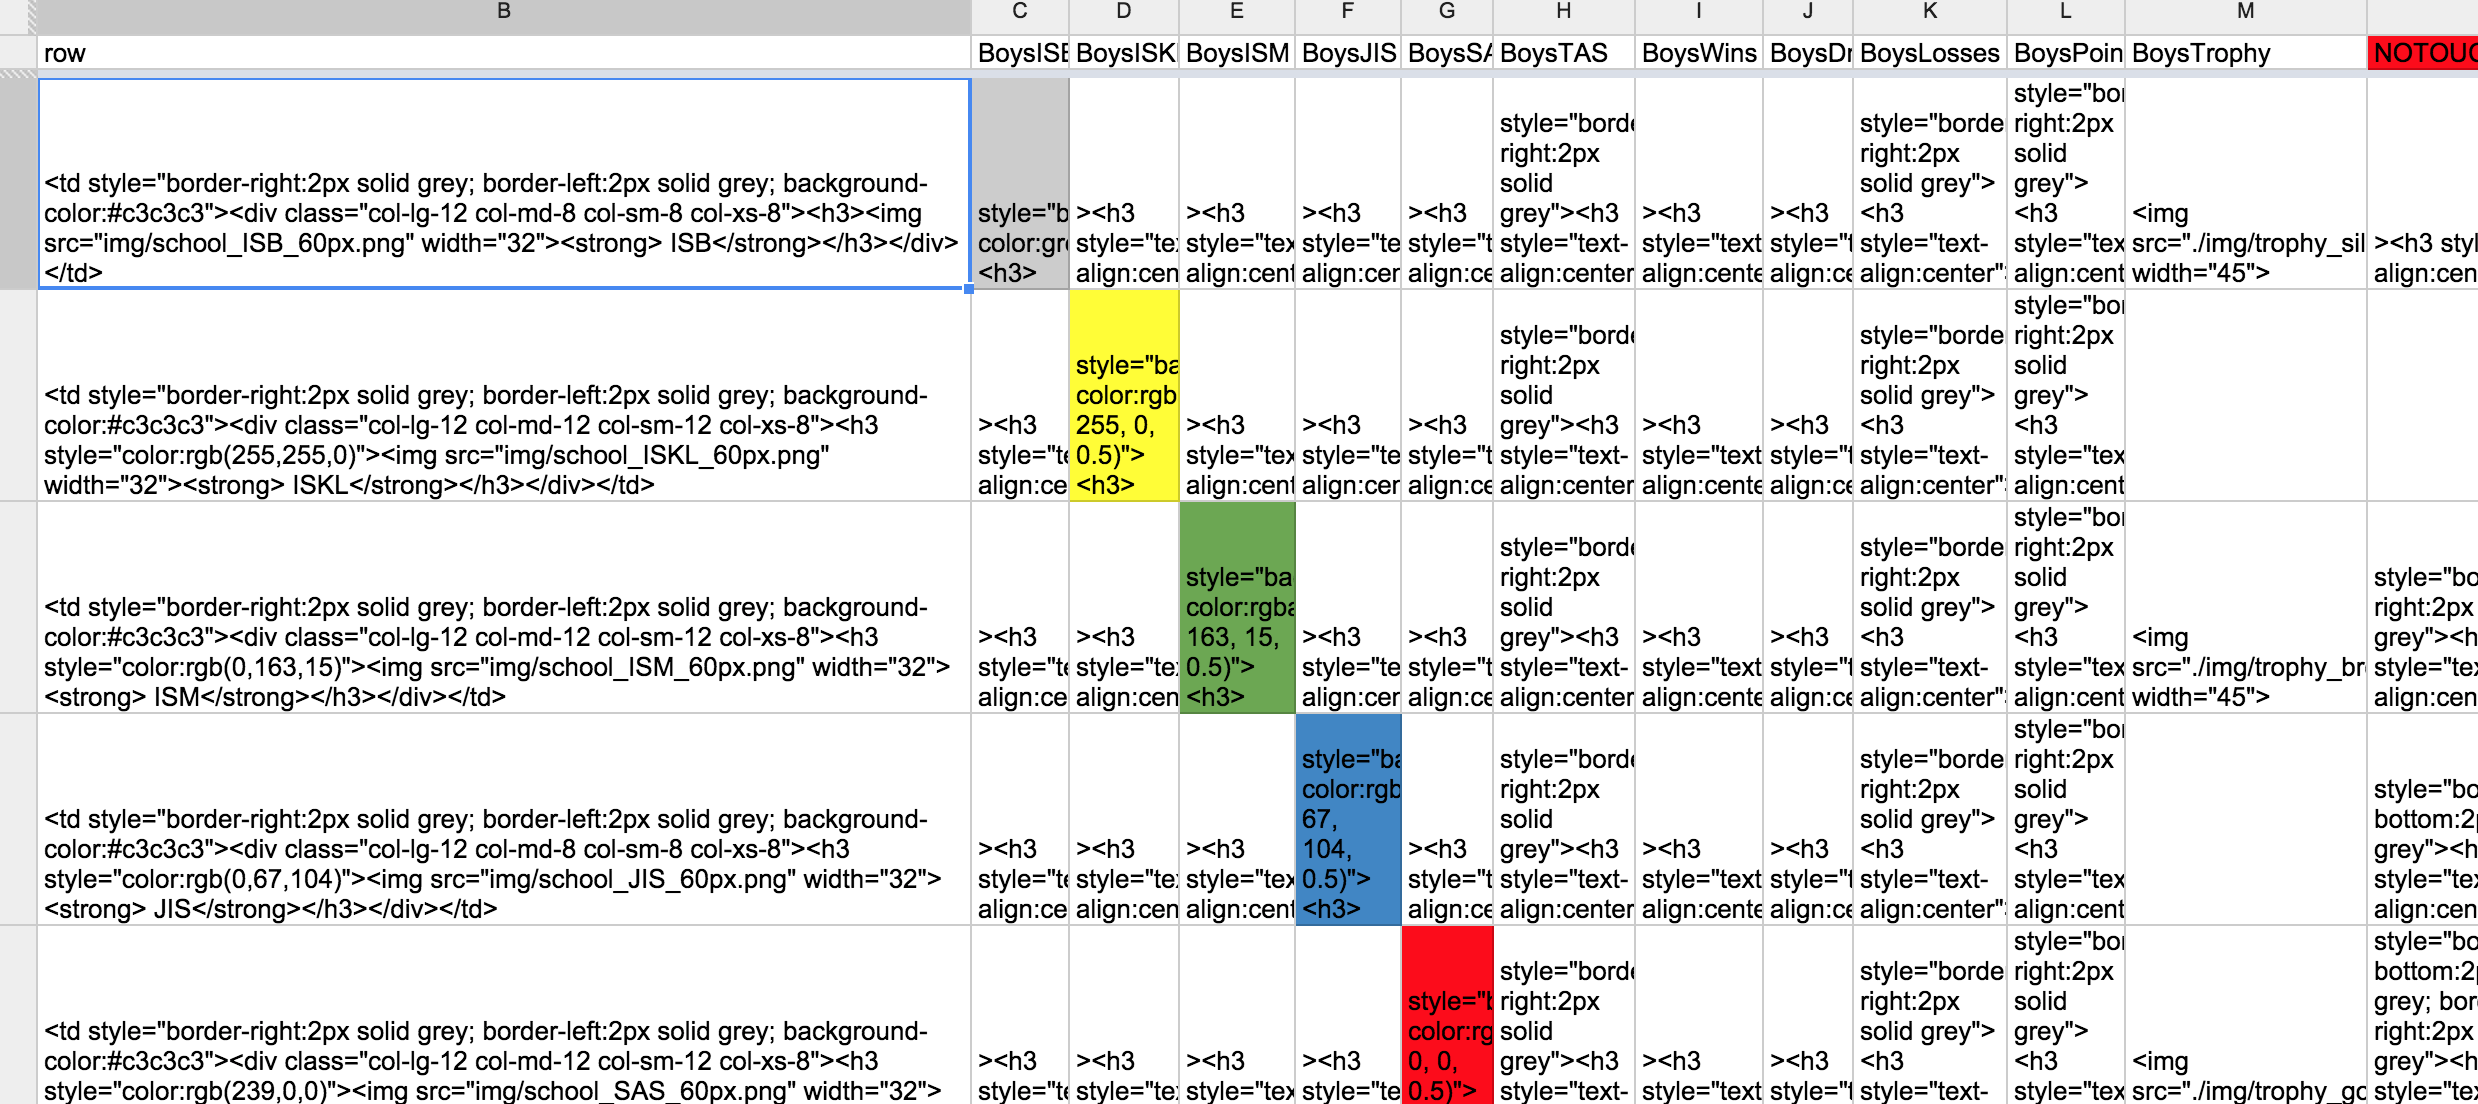 B C D E F G H I J K L M
row BoysISB BoysISK BoysISM BoysJIS BoysSA BoysTAS BoysWins BoysDr BoysLosses BoysPoin BoysTrophy NOTOUC
<td style="border-right:2px solid grey; border-left:2px solid grey; background-
color:#c3c3c3"><div class="col-lg-12 col-md-8 col-sm-8 col-xs-8"><h3><img
src="img/school_ISB_60px.png" width="32"><strong> ISB</strong></h3></div>
</td>
style="b
color:gr
<h3>
><h3
style="tex
align:cen
><h3
style="tex
align:cent
><h3
style="te
align:cer
><h3
style="t
align:ce
style="borde
right:2px
solid
grey"><h3
style="text-
align:center
><h3
style="text
align:cente
><h3
style="t
align:ce
style="borde
right:2px
solid grey">
<h3
style="text-
align:center"
style="bor
right:2px
solid
grey">
<h3
style="tex
align:cent
<img
src="./img/trophy_sil
width="45">
><h3 styl
align:cen
<td style="border-right:2px solid grey; border-left:2px solid grey; background-
color:#c3c3c3"><div class="col-lg-12 col-md-12 col-sm-12 col-xs-8"><h3
style="color:rgb(255,255,0)"><img src="img/school_ISKL_60px.png"
width="32"><strong> ISKL</strong></h3></div></td>
><h3
style="te
align:ce
style="ba
color:rgb
255, 0,
0.5)">
<h3>
><h3
style="tex
align:cent
><h3
style="te
align:cer
><h3
style="t
align:ce
style="borde
right:2px
solid
grey"><h3
style="text-
align:center
><h3
style="text
align:cente
><h3
style="t
align:ce
style="borde
right:2px
solid grey">
<h3
style="text-
align:center"
style="bor
right:2px
solid
grey">
<h3
style="tex
align:cent
<td style="border-right:2px solid grey; border-left:2px solid grey; background-
color:#c3c3c3"><div class="col-lg-12 col-md-12 col-sm-12 col-xs-8"><h3
style="color:rgb(0,163,15)"><img src="img/school_ISM_60px.png" width="32">
<strong> ISM</strong></h3></div></td>
><h3
style="te
align:ce
><h3
style="tex
align:cen
style="ba
color:rgba
163, 15,
0.5)">
<h3>
><h3
style="te
align:cer
><h3
style="t
align:ce
style="borde
right:2px
solid
grey"><h3
style="text-
align:center
><h3
style="text
align:cente
><h3
style="t
align:ce
style="borde
right:2px
solid grey">
<h3
style="text-
align:center"
style="bor
right:2px
solid
grey">
<h3
style="tex
align:cent
<img
src="./img/trophy_br
width="45">
style="bo
right:2px
grey"><h
style="tex
align:cen
<td style="border-right:2px solid grey; border-left:2px solid grey; background-
color:#c3c3c3"><div class="col-lg-12 col-md-8 col-sm-8 col-xs-8"><h3
style="color:rgb(0,67,104)"><img src="img/school_JIS_60px.png" width="32">
<strong> JIS</strong></h3></div></td>
><h3
style="te
align:ce
><h3
style="tex
align:cen
><h3
style="tex
align:cent
style="ba
color:rgb
67,
104,
0.5)">
<h3>
><h3
style="t
align:ce
style="borde
right:2px
solid
grey"><h3
style="text-
align:center
><h3
style="text
align:cente
><h3
style="t
align:ce
style="borde
right:2px
solid grey">
<h3
style="text-
align:center"
style="bor
right:2px
solid
grey">
<h3
style="tex
align:cent
style="bo
bottom:2p
grey"><h
style="tex
align:cen
<td style="border-right:2px solid grey; border-left:2px solid grey; background-
color:#c3c3c3"><div class="col-lg-12 col-md-12 col-sm-12 col-xs-8"><h3
style="color:rgb(239,0,0)"><img src="img/school_SAS_60px.png" width="32">
><h3
style="te
><h3
style="tex
><h3
style="tex
><h3
style="te
style="b
color:rg
0, 0,
0.5)">
style="borde
right:2px
solid
grey"><h3
style="text-
><h3
style="text
><h3
style="t
style="borde
right:2px
solid grey">
<h3
style="text-
style="bor
right:2px
solid
grey">
<h3
style="tex
<img
src="./img/trophy_go
style="bo
bottom:2p
grey; bor
right:2px
grey"><h
style="tex